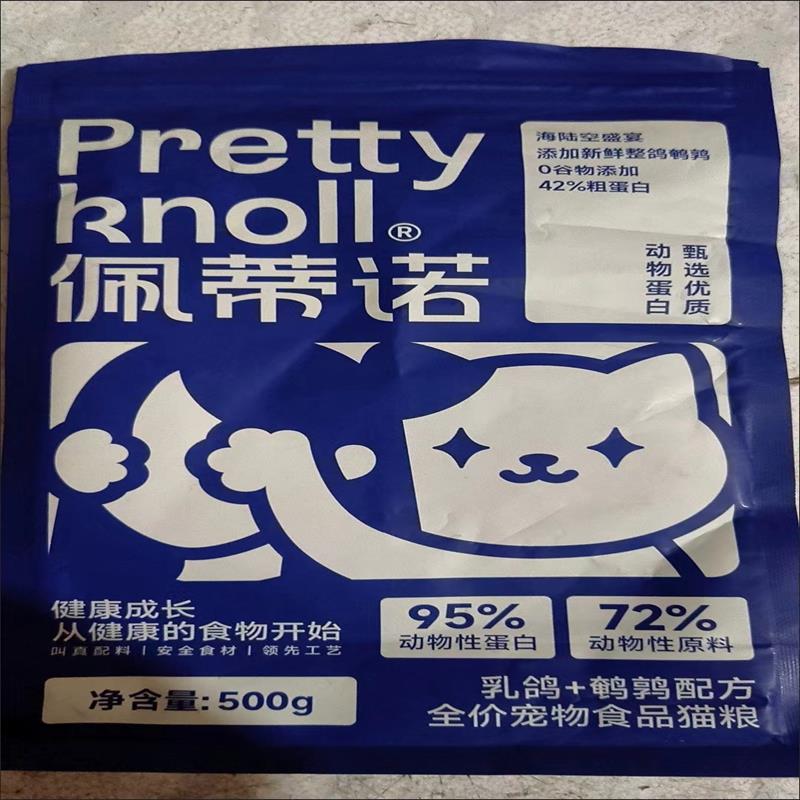 Pretty
knoll®
佩蒂诺
海陆空盛宴
添加新鲜整鸽鹌鹑
0谷物添加
42%粗蛋白
甄选优质
动物蛋白
健康成长
从健康的食物开始
叫真配料 | 安全食材 | 领先工艺
净含量: 500g
95%
动物性蛋白
72%
动物性原料
乳鸽+鹌鹑配方
全价宠物食品猫粮